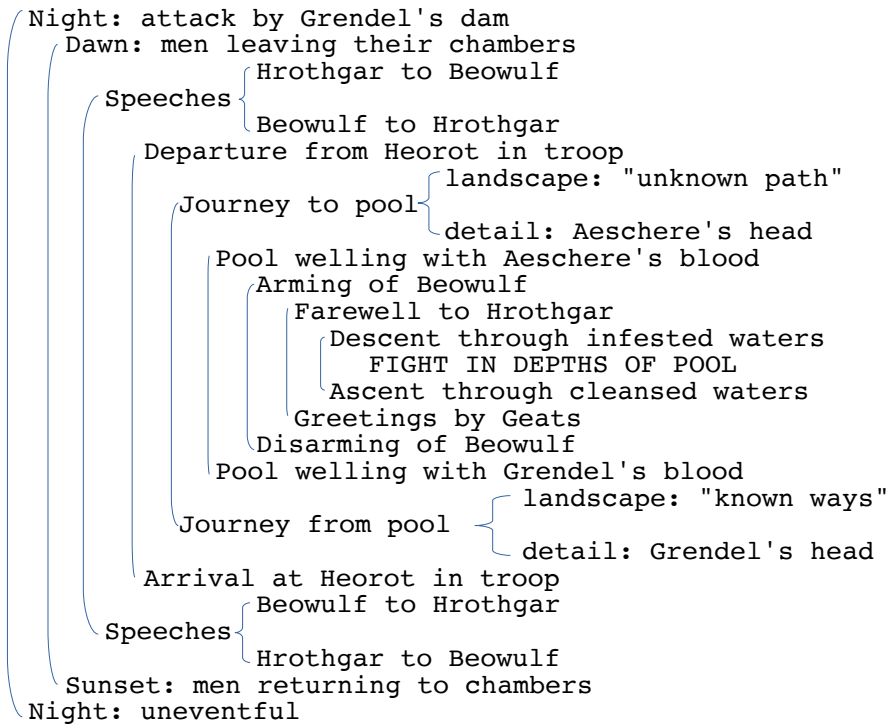 Night: attack by Grendel's dam
Dawn: men leaving their chambers
Hrothgar to Beowulf
Speeches
Beowulf to Hrothgar
Departure from Heorot in troop
landscape: "unknown path"
Journey to pool
detail: Aeschere's head
Pool welling with Aeschere's blood
Arming of Beowulf
Farewell to Hrothgar
Descent through infested waters
FIGHT IN DEPTHS OF POOL
Ascent through cleansed waters
Greetings by Geats
Disarming of Beowulf
Pool welling with Grendel's blood
landscape: "known ways"
Journey from pool
detail: Grendel's head
Arrival at Heorot in troop
Beowulf to Hrothgar
Speeches
Hrothgar to Beowulf
Sunset: men returning to chambers
Night: uneventful